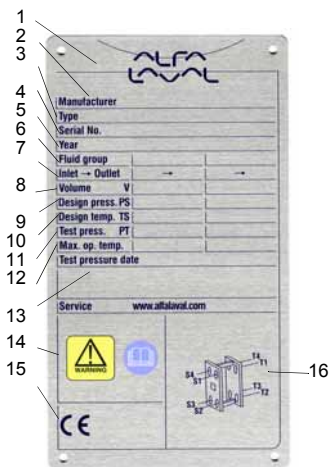 1
2
3
4
5
6
7
8
9
10
11
12
13
14
15
16
ALFA
LAVAL
Manufacturer
Type
Serial No.
Year
Fluid group
Inlet → Outlet → →
Volume V
Design press. PS
Design temp. TS
Test press. PT
Max. op. temp.
Test pressure date
Service www.alfalaval.com
WARNING
CE
S4
S1
S3
S2
T4
T1
T3
T2